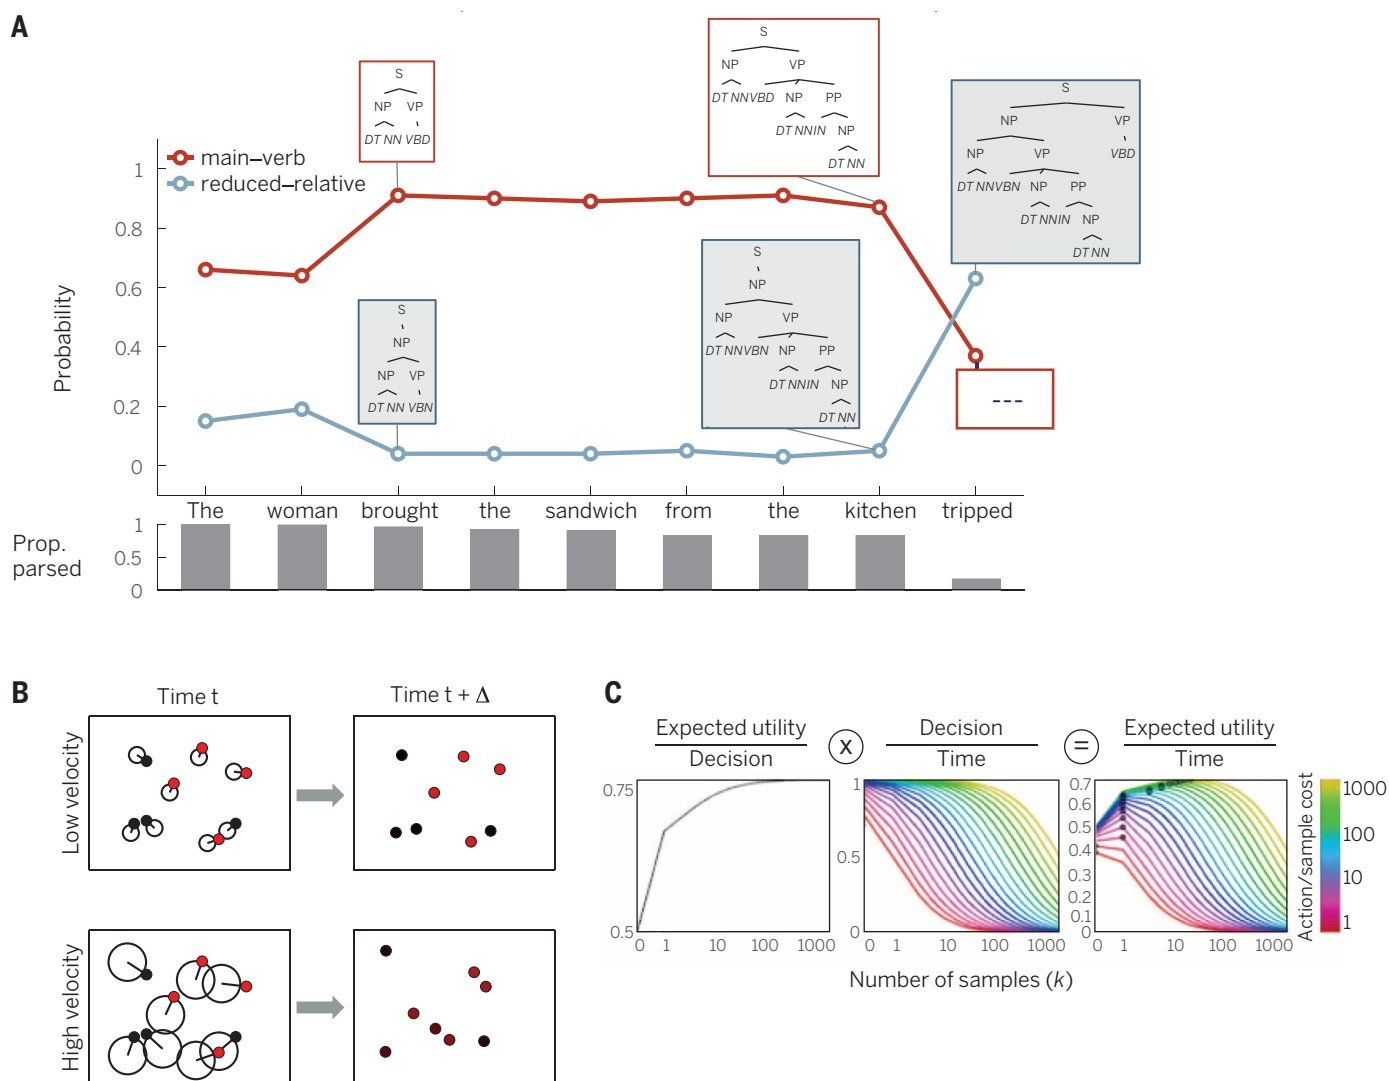 A
main–verb
reduced–relative
Probability
1
0.8
0.6
0.4
0.2
0
S
NP VP
DT NN VBD
S
NP
NP VP
DT NN VBN
S
NP VP
DT NN VBD NP PP
DT NN IN NP
DT NN
S
NP
NP VP
DT NN VBN NP PP
DT NN IN NP
DT NN
S
NP VP
NP VP VBD
DT NN VBN NP PP
DT NN IN NP
DT NN
---
The woman brought the sandwich from the kitchen tripped
Prop.
parsed
1
0.5
0
B
Time t
Time t + Δ
Low velocity
High velocity
C
Expected utility
Decision
x
Decision
Time
=
Expected utility
Time
0.75
0.5
0 1 10 100 1000
1
0.5
0
0 1 10 100 1000
0.7
0.6
0.5
0.4
0.3
0.2
0.1
0
0 1 10 100 1000
Number of samples (k)
Action/sample cost
1000
100
10
1